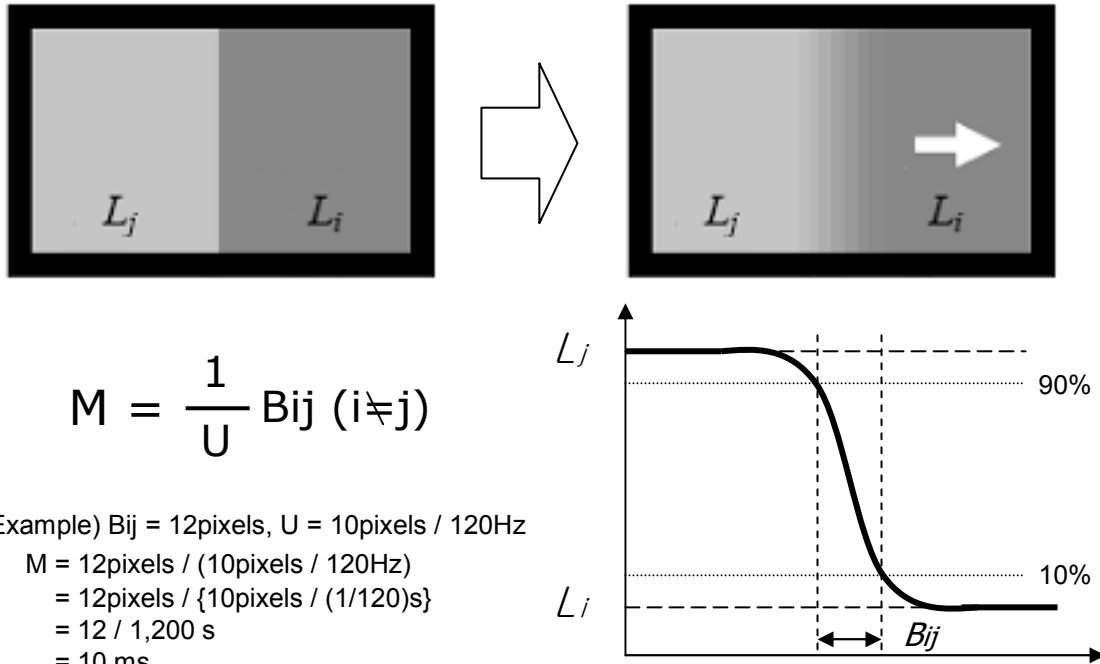 Lj Li
Lj Li
M = 1/U Bij (i≒j)
Example) Bij = 12pixels, U = 10pixels / 120Hz
M = 12pixels / (10pixels / 120Hz)
= 12pixels / {10pixels / (1/120)s}
= 12 / 1,200 s
= 10 ms
Lj
90%
10%
Li
Bij